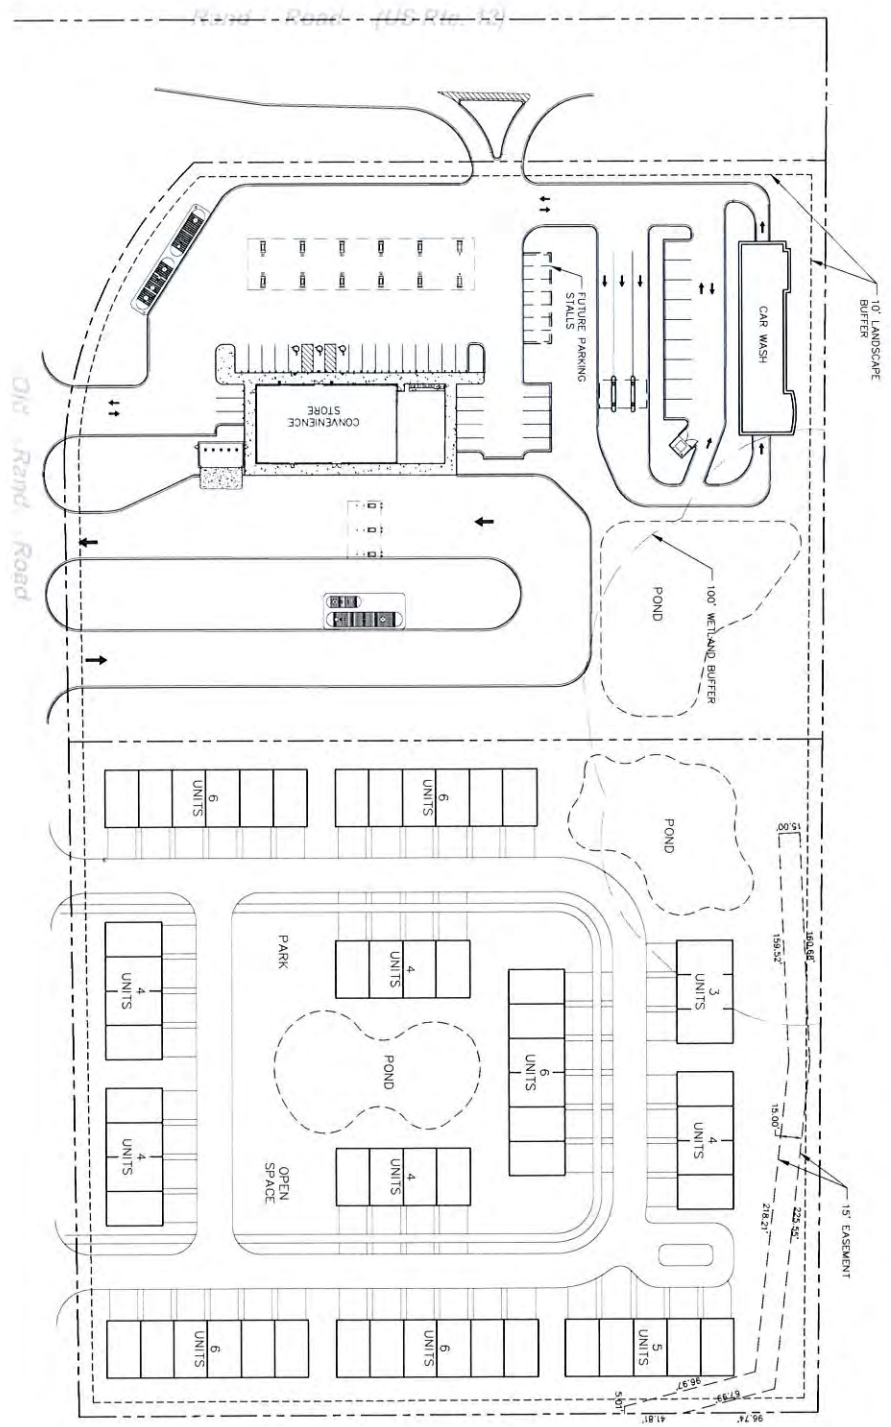 Rand Road (US Rte. 12)
10' LANDSCAPE
BUFFER
CAR WASH
FUTURE PARKING
STALLS
CONVENIENCE
STORE
Old Rand Road
100' WETLAND BUFFER
POND
6
UNITS
6
UNITS
POND
15.00'
160.68'
159.52'
PARK
4
UNITS
4
UNITS
3
UNITS
POND
6
UNITS
4
UNITS
15.00'
15' EASEMENT
4
UNITS
OPEN
SPACE
4
UNITS
218.21'
225.55'
6
UNITS
6
UNITS
5
UNITS
96.97'
67.99'
5.01'
41.81'
96.74'